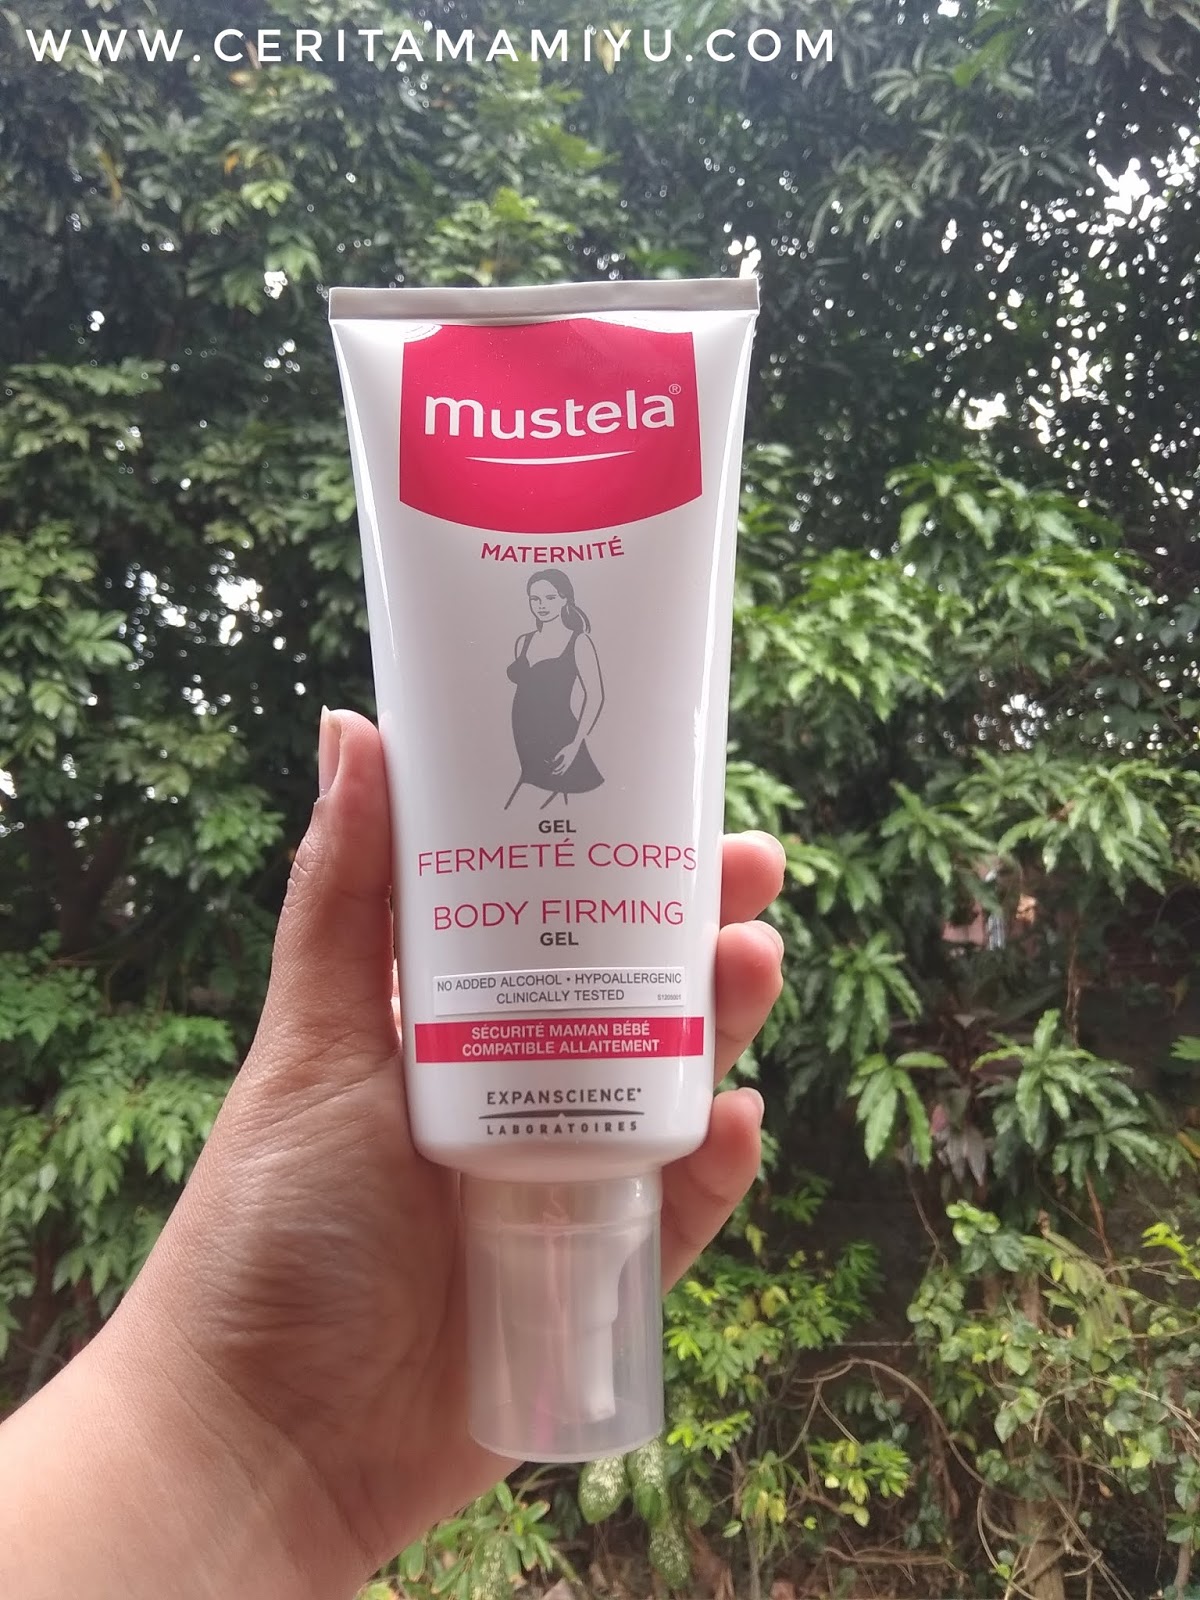 WWW.CERITAMAMIYU.COM
mustela®
MATERNITÉ
GEL
FERMETÉ CORPS
BODY FIRMING
GEL
NO ADDED ALCOHOL • HYPOALLERGENIC
CLINICALLY TESTED
SÉCURITÉ MAMAN BÉBÉ
COMPATIBLE ALLAITEMENT
EXPANSCIENCE
LABORATOIRES